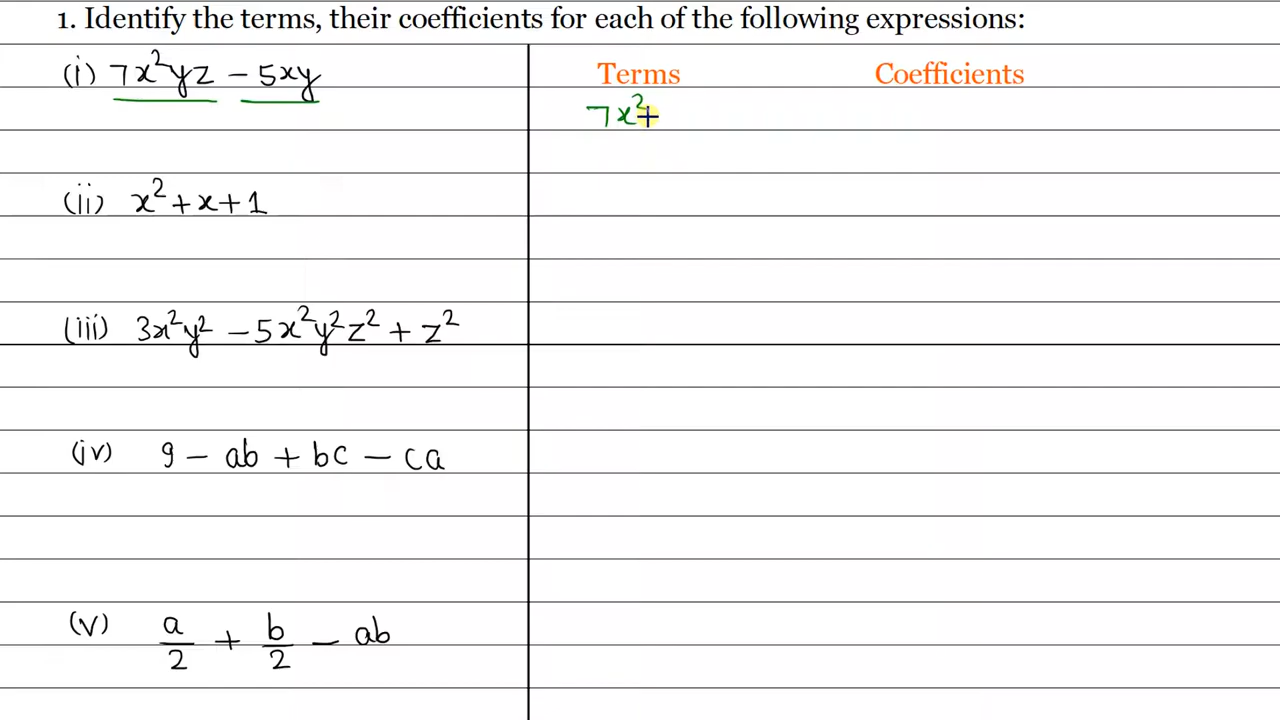 1. Identify the terms, their coefficients for each of the following expressions:
(i) 7x²yz - 5xy
Terms Coefficients
7x²
(ii) x² + x + 1
(iii) 3x²y² - 5x²y²z² + z²
(iv) 9 - ab + bc - ca
(v) a/2 + b/2 - ab